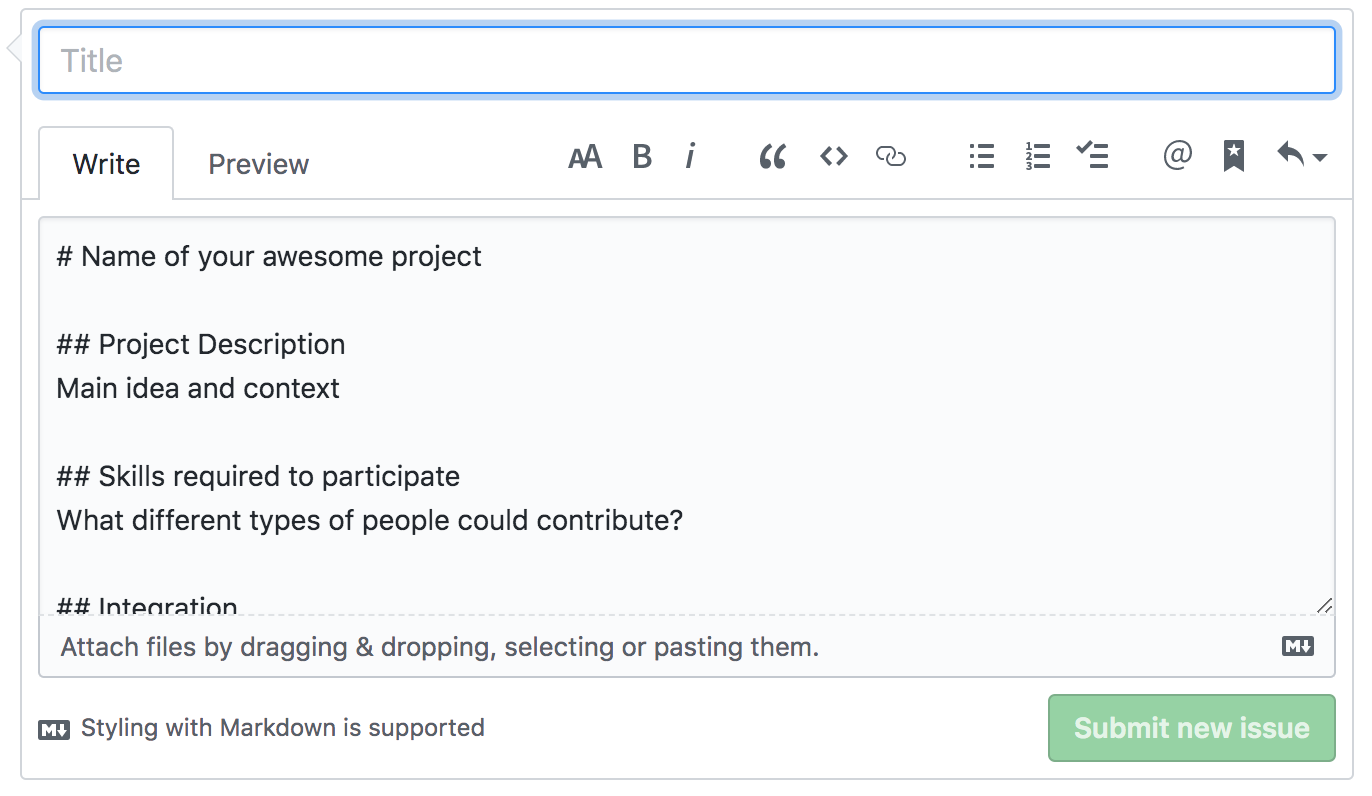 Title
Write Preview AA B i
# Name of your awesome project
## Project Description
Main idea and context
## Skills required to participate
What different types of people could contribute?
## Integration
Attach files by dragging & dropping, selecting or pasting them.
Styling with Markdown is supported
Submit new issue